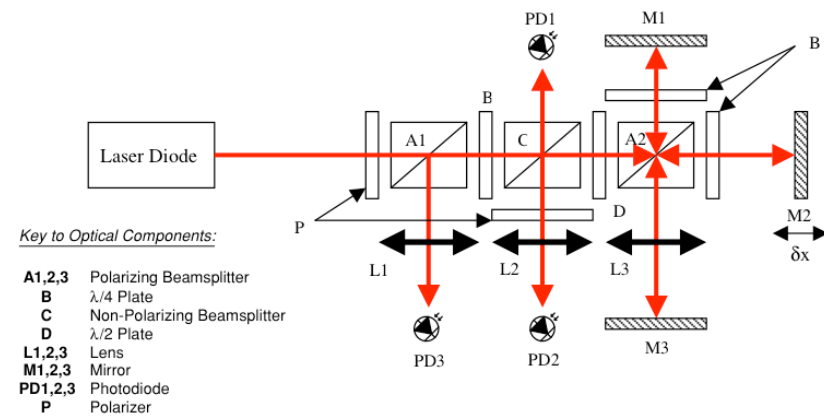 PD1
M1
B
B
A1
C
A2
Laser Diode
P
D
M2
δx
L1
L2
L3
PD3
PD2
M3
Key to Optical Components:
A1,2,3 Polarizing Beamsplitter
B λ/4 Plate
C Non-Polarizing Beamsplitter
D λ/2 Plate
L1,2,3 Lens
M1,2,3 Mirror
PD1,2,3 Photodiode
P Polarizer